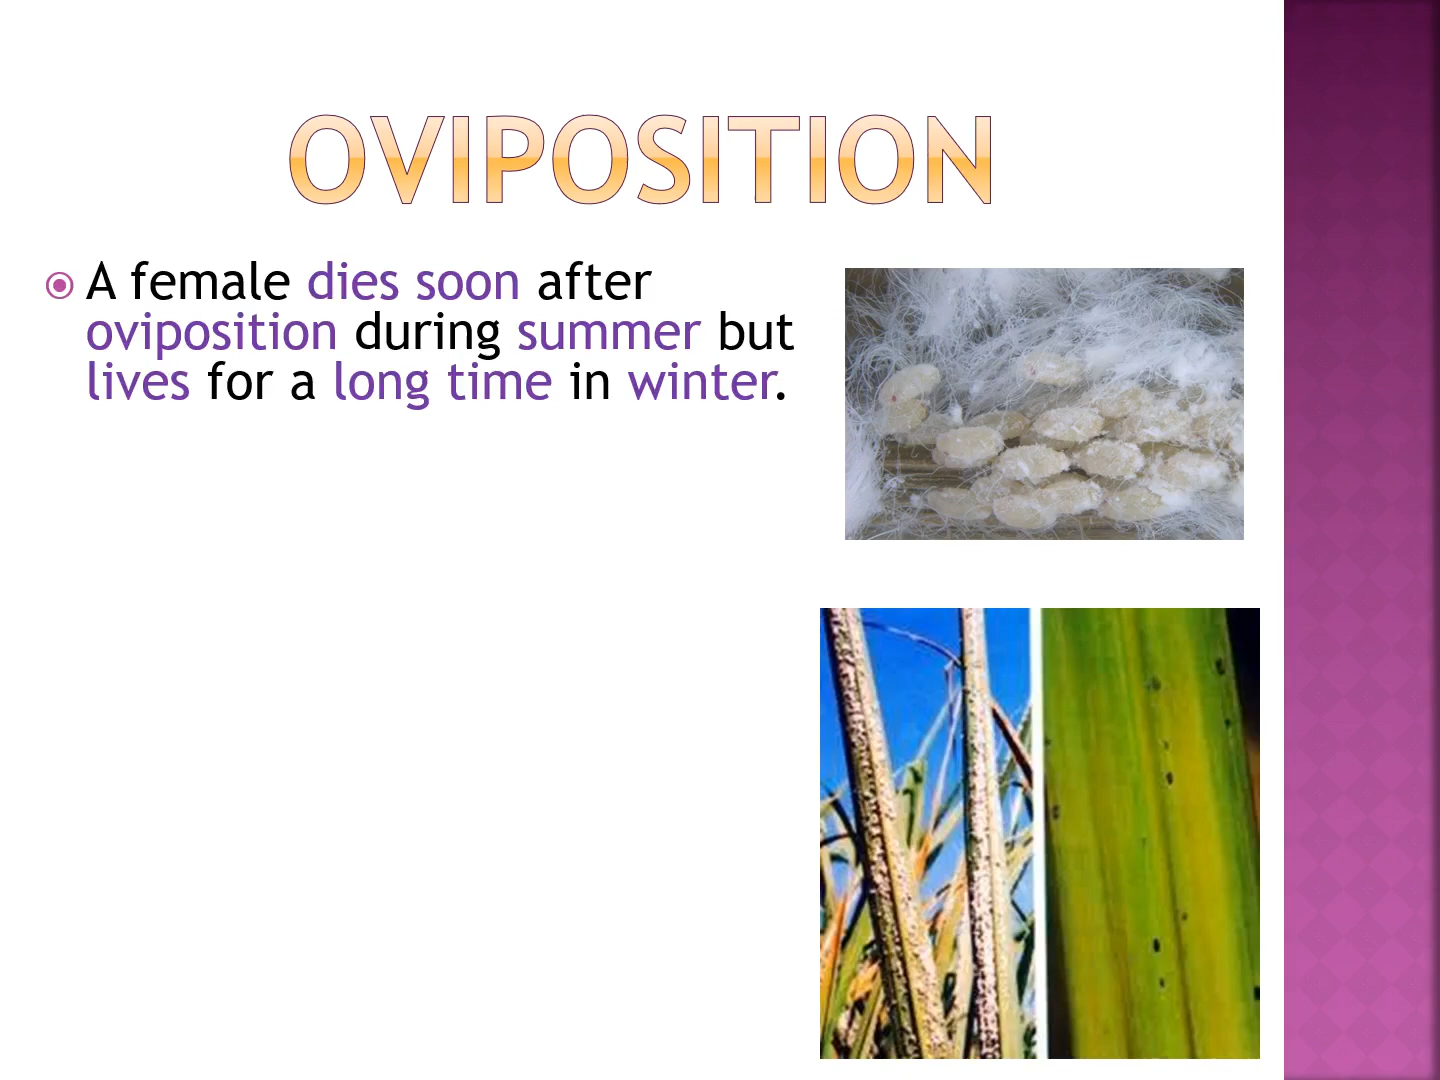 OVIPOSITION
A female dies soon after
oviposition during summer but
lives for a long time in winter.